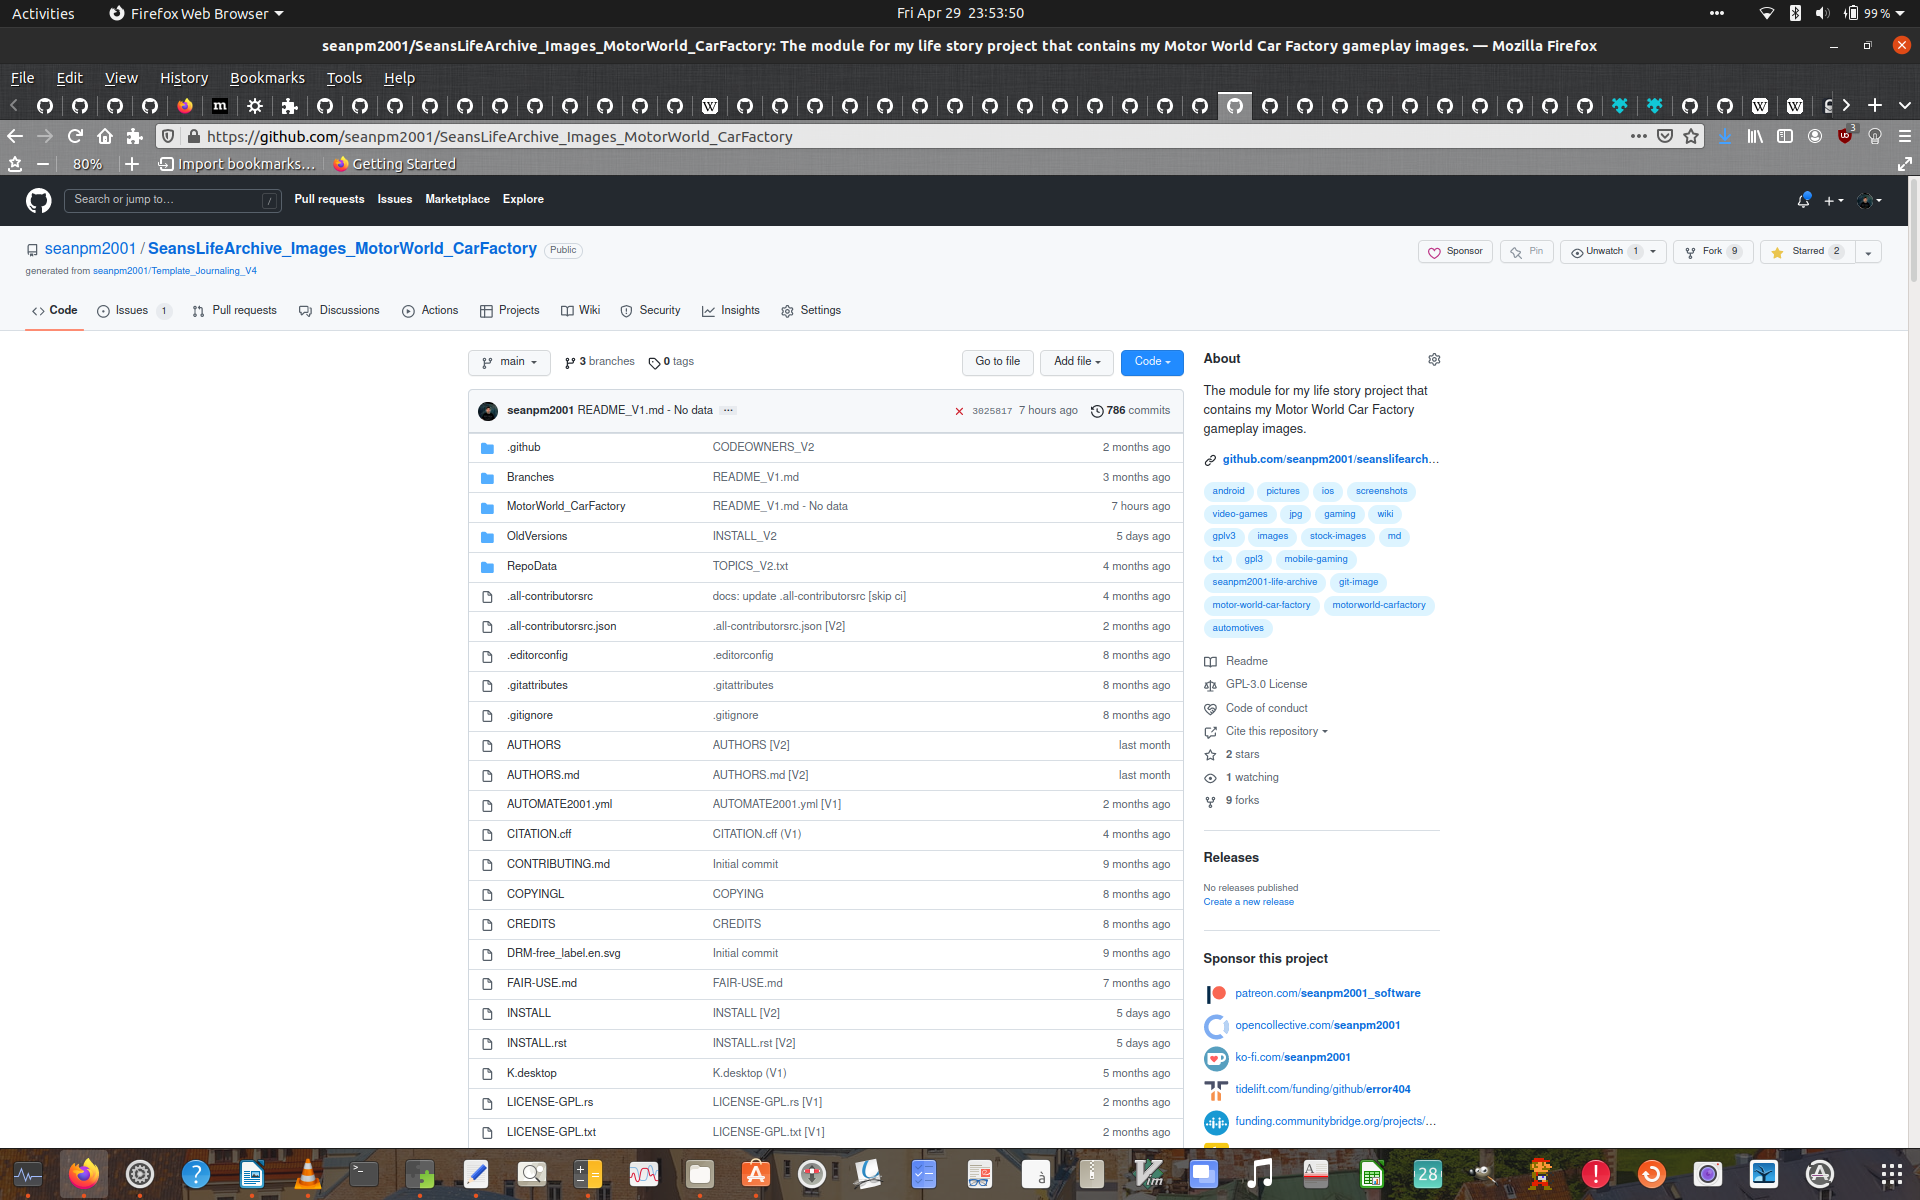 Activities Firefox Web Browser Fri Apr 29 23:53:50 99 %
seanpm2001/SeansLifeArchive_Images_MotorWorld_CarFactory: The module for my life story project that contains my Motor World Car Factory gameplay images. — Mozilla Firefox
File Edit View History Bookmarks Tools Help
https://github.com/seanpm2001/SeansLifeArchive_Images_MotorWorld_CarFactory 3
80% Import bookmarks... Getting Started
Search or jump to... / Pull requests Issues Marketplace Explore
seanpm2001 / SeansLifeArchive_Images_MotorWorld_CarFactory Public Sponsor Pin Unwatch 1 Fork 9 Starred 2
generated from seanpm2001/Template_Journaling_V4
Code Issues 1 Pull requests Discussions Actions Projects Wiki Security Insights Settings
main 3 branches 0 tags Go to file Add file Code
seanpm2001 README_V1.md - No data ... 3025817 7 hours ago 786 commits
.github CODEOWNERS_V2 2 months ago
Branches README_V1.md 3 months ago
MotorWorld_CarFactory README_V1.md - No data 7 hours ago
OldVersions INSTALL_V2 5 days ago
RepoData TOPICS_V2.txt 4 months ago
.all-contributorsrc docs: update .all-contributorsrc [skip ci] 4 months ago
.all-contributorsrc.json .all-contributorsrc.json [V2] 2 months ago
.editorconfig .editorconfig 8 months ago
.gitattributes .gitattributes 8 months ago
.gitignore .gitignore 8 months ago
AUTHORS AUTHORS [V2] last month
AUTHORS.md AUTHORS.md [V2] last month
AUTOMATE2001.yml AUTOMATE2001.yml [V1] 2 months ago
CITATION.cff CITATION.cff (V1) 4 months ago
CONTRIBUTING.md Initial commit 9 months ago
COPYINGL COPYING 8 months ago
CREDITS CREDITS 8 months ago
DRM-free_label.en.svg Initial commit 9 months ago
FAIR-USE.md FAIR-USE.md 7 months ago
INSTALL INSTALL [V2] 5 days ago
INSTALL.rst INSTALL.rst [V2] 5 days ago
K.desktop K.desktop (V1) 5 months ago
LICENSE-GPL.rs LICENSE-GPL.rs [V1] 2 months ago
LICENSE-GPL.txt LICENSE-GPL.txt [V1] 2 months ago
About
The module for my life story project that
contains my Motor World Car Factory
gameplay images.
github.com/seanpm2001/seanslifearch...
android pictures ios screenshots
video-games jpg gaming wiki
gplv3 images stock-images md
txt gpl3 mobile-gaming
seanpm2001-life-archive git-image
motor-world-car-factory motorworld-carfactory
automotives
Readme
GPL-3.0 License
Code of conduct
Cite this repository
2 stars
1 watching
9 forks
Releases
No releases published
Create a new release
Sponsor this project
patreon.com/seanpm2001_software
opencollective.com/seanpm2001
ko-fi.com/seanpm2001
tidelift.com/funding/github/error404
funding.communitybridge.org/projects/...
28